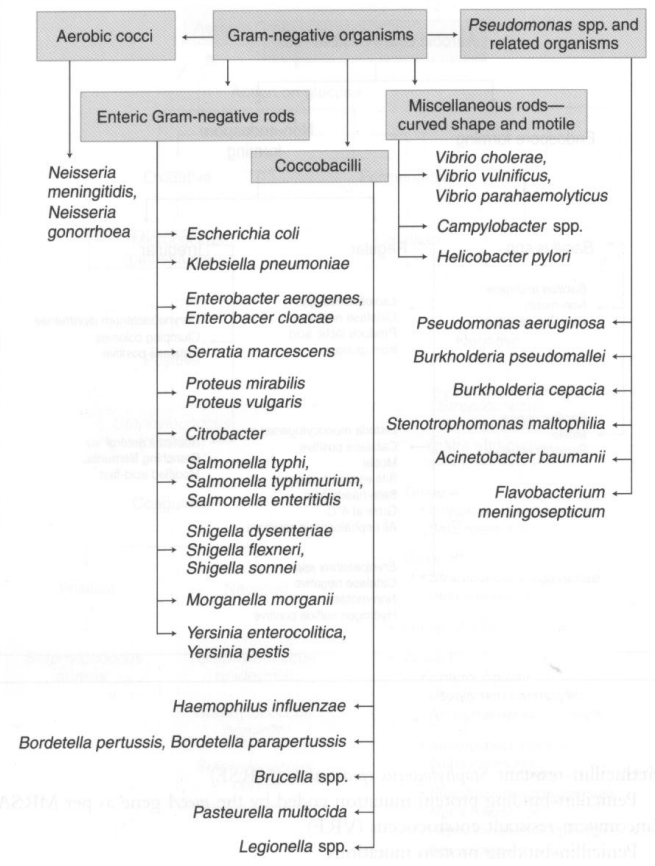 Aerobic cocci
Gram-negative organisms
Pseudomonas spp. and
related organisms
Enteric Gram-negative rods
Miscellaneous rods—
curved shape and motile
Coccobacilli
Neisseria
meningitidis,
Neisseria
gonorrhoea
Vibrio cholerae,
Vibrio vulnificus,
Vibrio parahaemolyticus
Campylobacter spp.
Helicobacter pylori
Escherichia coli
Klebsiella pneumoniae
Enterobacter aerogenes,
Enterobacer cloacae
Serratia marcescens
Proteus mirabilis
Proteus vulgaris
Citrobacter
Salmonella typhi,
Salmonella typhimurium,
Salmonella enteritidis
Shigella dysenteriae
Shigella flexneri,
Shigella sonnei
Morganella morganii
Yersinia enterocolitica,
Yersinia pestis
Pseudomonas aeruginosa
Burkholderia pseudomallei
Burkholderia cepacia
Stenotrophomonas maltophilia
Acinetobacter baumanii
Flavobacterium
meningosepticum
Haemophilus influenzae
Bordetella pertussis, Bordetella parapertussis
Brucella spp.
Pasteurella multocida
Legionella spp.